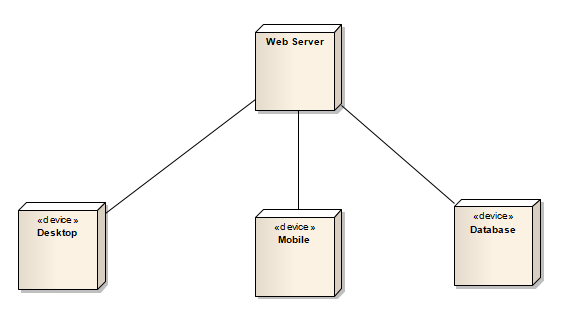 Web Server
«device»
Desktop
«device»
Mobile
«device»
Database